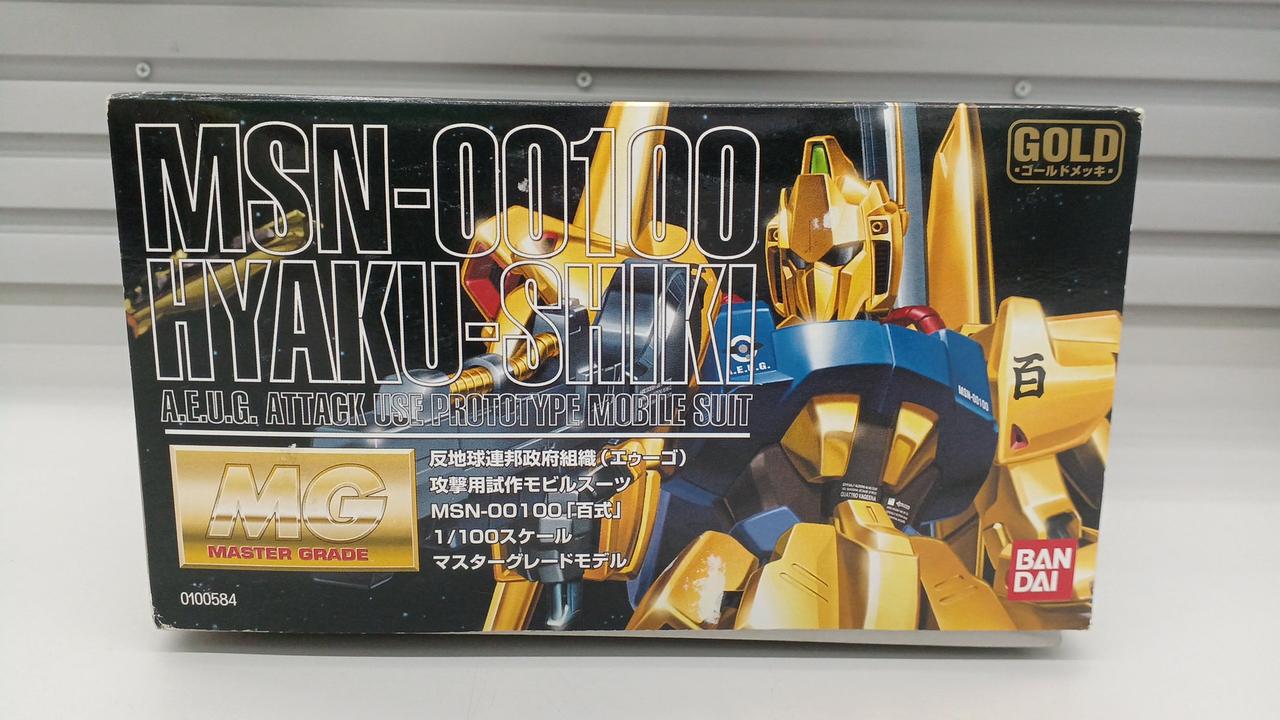 MSN-00100
HYAKU-SHIKI
A.E.U.G. ATTACK USE PROTOTYPE MOBILE SUIT
MG
MASTER GRADE
反地球連邦政府組織(エゥーゴ)
攻撃用試作モビルスーツ
MSN-00100「百式」
1/100スケール
マスターグレードモデル
0100584
GOLD
・ゴールドメッキ・
A.E.U.G.
MSN-00100
百
QUATTRO VAGEENA
BAN
DAI